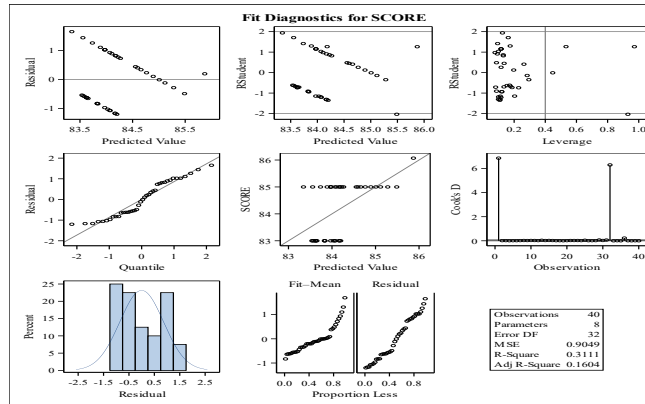 Fit Diagnostics for SCORE
Residual
1
0
-1
83.5 84.5 85.5
Predicted Value
RStudent
2
1
0
-1
-2
83.5 84.0 84.5 85.0 85.5 86.0
Predicted Value
RStudent
2
1
0
-1
-2
0.2 0.4 0.6 0.8 1.0
Leverage
Residual
2
1
0
-1
-2
-2 -1 0 1 2
Quantile
SCORE
86
85
84
83
83 84 85 86
Predicted Value
Cook's D
6
4
2
0
0 10 20 30 40
Observation
Percent
25
20
15
10
5
0
-2.5 -1.5 -0.5 0.5 1.5 2.5
Residual
Fit–Mean Residual
1
0
-1
0.0 0.4 0.8 0.0 0.4 0.8
Proportion Less
Observations 40
Parameters 8
Error DF 32
MSE 0.9049
R-Square 0.3111
Adj R-Square 0.1604